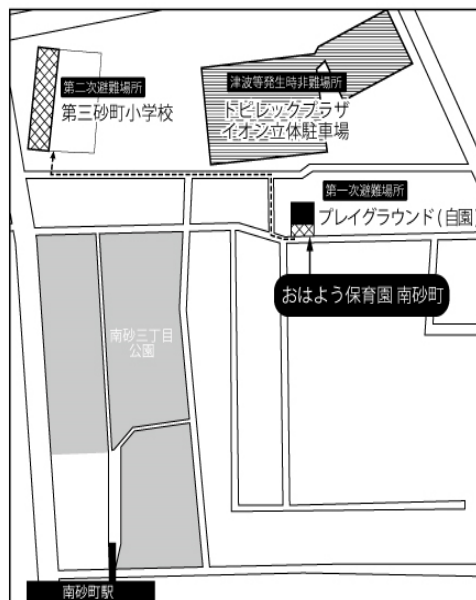 第二次避難場所
第三砂町小学校
津波等発生時非難場所
トピレックプラザ
イオン立体駐車場
第一次避難場所
プレイグラウンド(自園)
おはよう保育園 南砂町
南砂三丁目
公園
南砂町駅